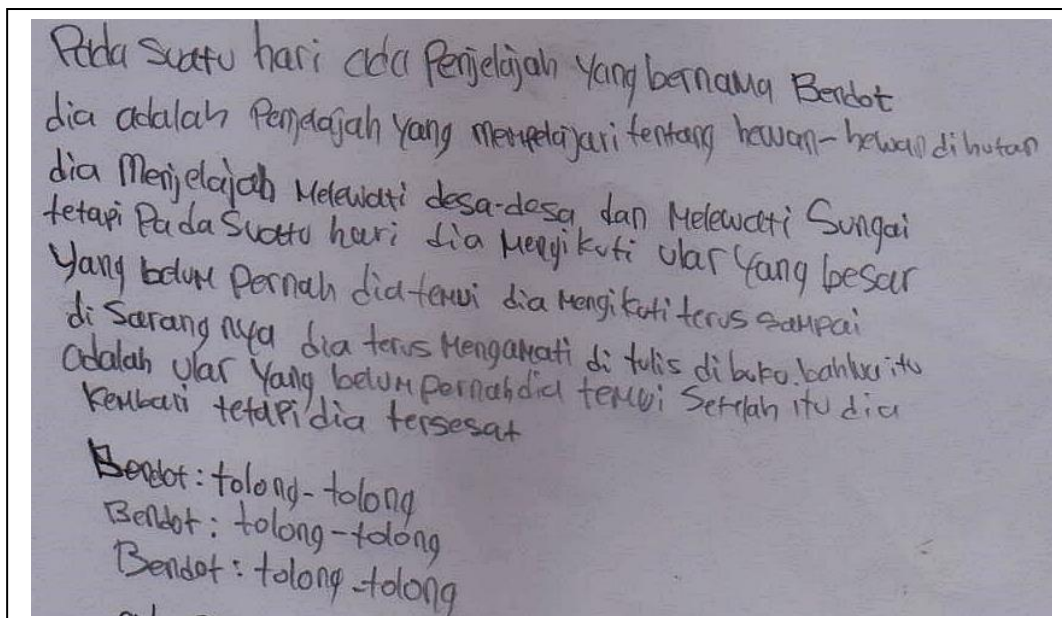 Pada suatu hari ada Penjelajah Yang bernama Bendot
dia adalah Penjelajah Yang mempelajari tentang hewan-hewan dihutan
dia Menjelajah Melewati desa-desa dan Melewati Sungai
tetapi Pada Suatu hari dia Mengikuti ular Yang besar
Yang belum Pernah dia temui dia Mengikuti terus sampai
di Sarang nya dia terus Mengamati di tulis di buku. bahwa itu
adalah ular Yang belum pernah dia temui Setelah itu dia
Kembari tetapi dia tersesat
Bendot: tolong-tolong
Bendot: tolong-tolong
Bendot: tolong-tolong